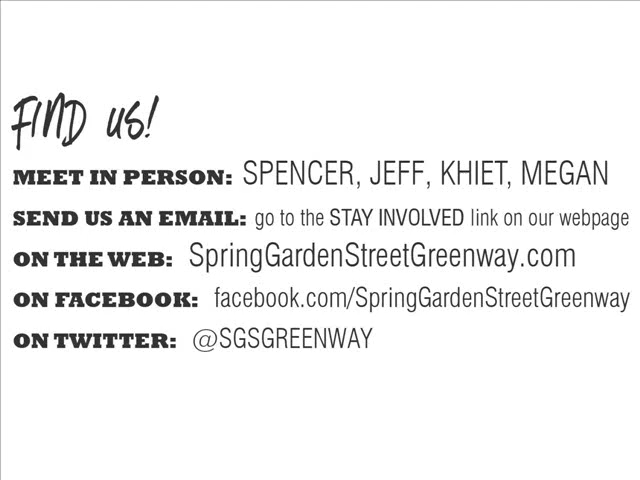 FIND US!
MEET IN PERSON: SPENCER, JEFF, KHIET, MEGAN
SEND US AN EMAIL: go to the STAY INVOLVED link on our webpage
ON THE WEB: SpringGardenStreetGreenway.com
ON FACEBOOK: facebook.com/SpringGardenStreetGreenway
ON TWITTER: @SGSGREENWAY